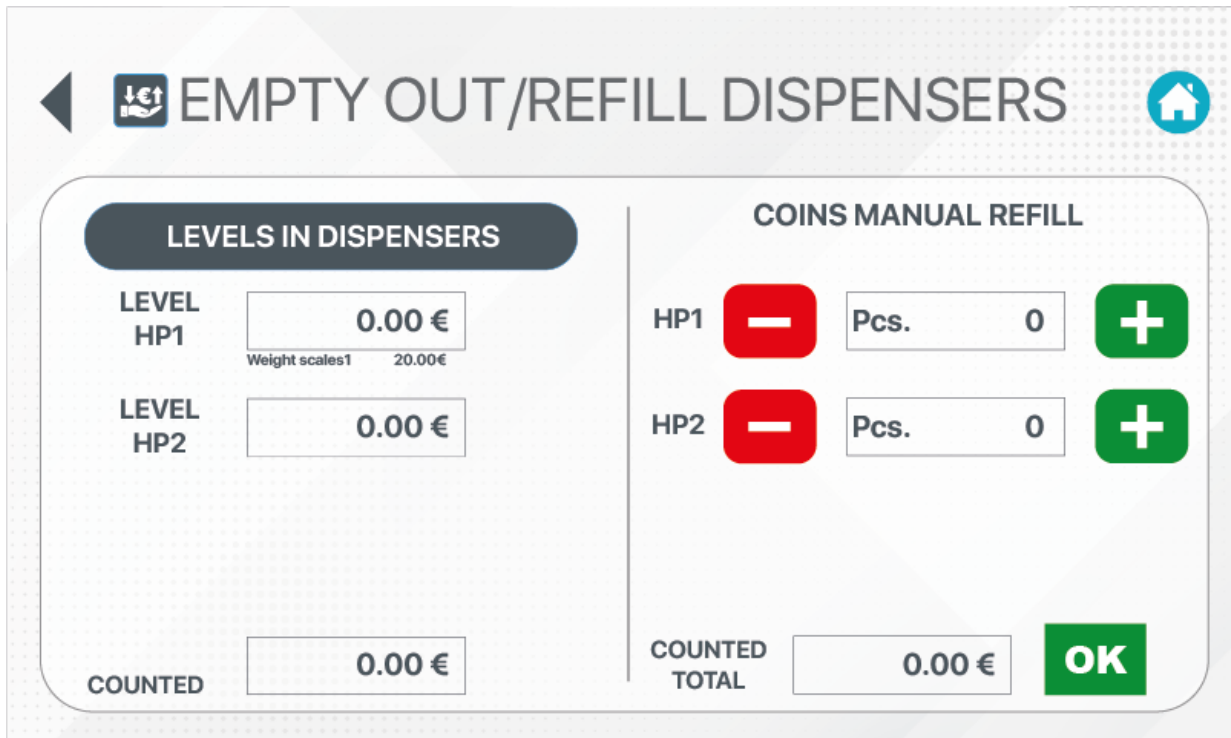 EMPTY OUT/REFILL DISPENSERS
LEVELS IN DISPENSERS
LEVEL
HP1
0.00 €
Weight scales1 20.00€
LEVEL
HP2
0.00 €
COUNTED
0.00 €
COINS MANUAL REFILL
HP1
Pcs. 0
HP2
Pcs. 0
COUNTED
TOTAL
0.00 €
OK